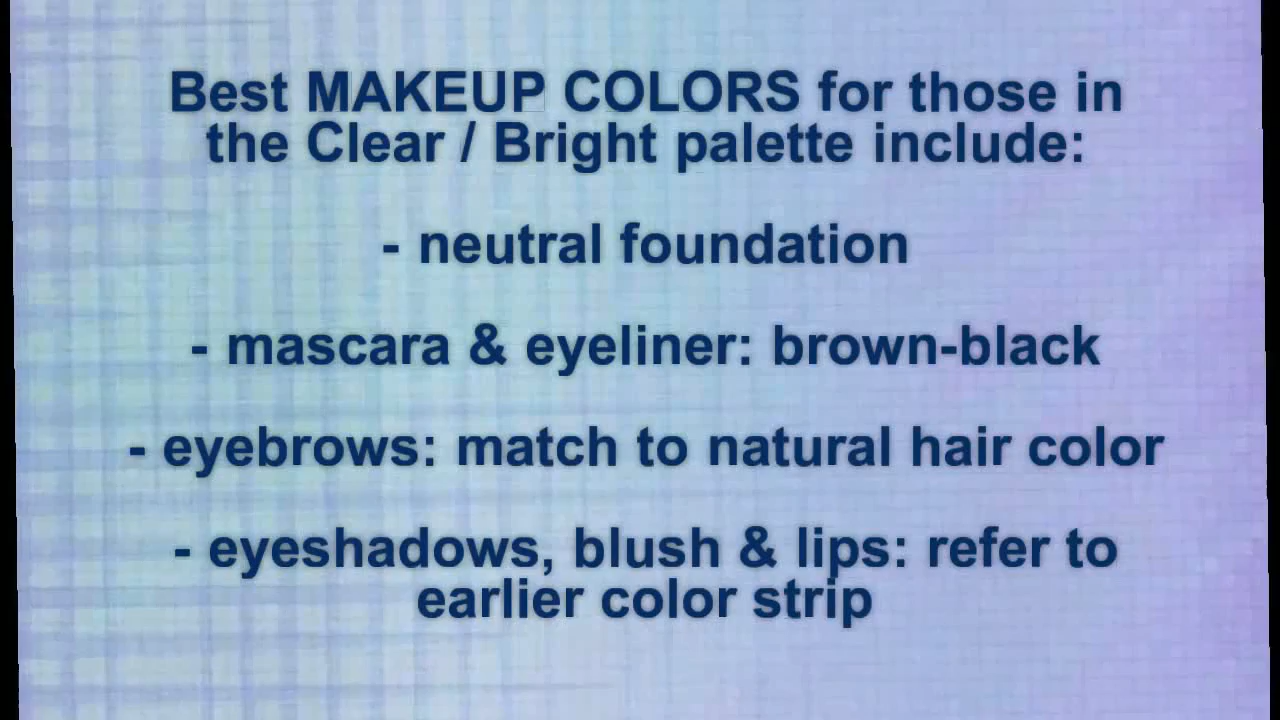 Best MAKEUP COLORS for those in
the Clear / Bright palette include:
- neutral foundation
- mascara & eyeliner: brown-black
- eyebrows: match to natural hair color
- eyeshadows, blush & lips: refer to
earlier color strip